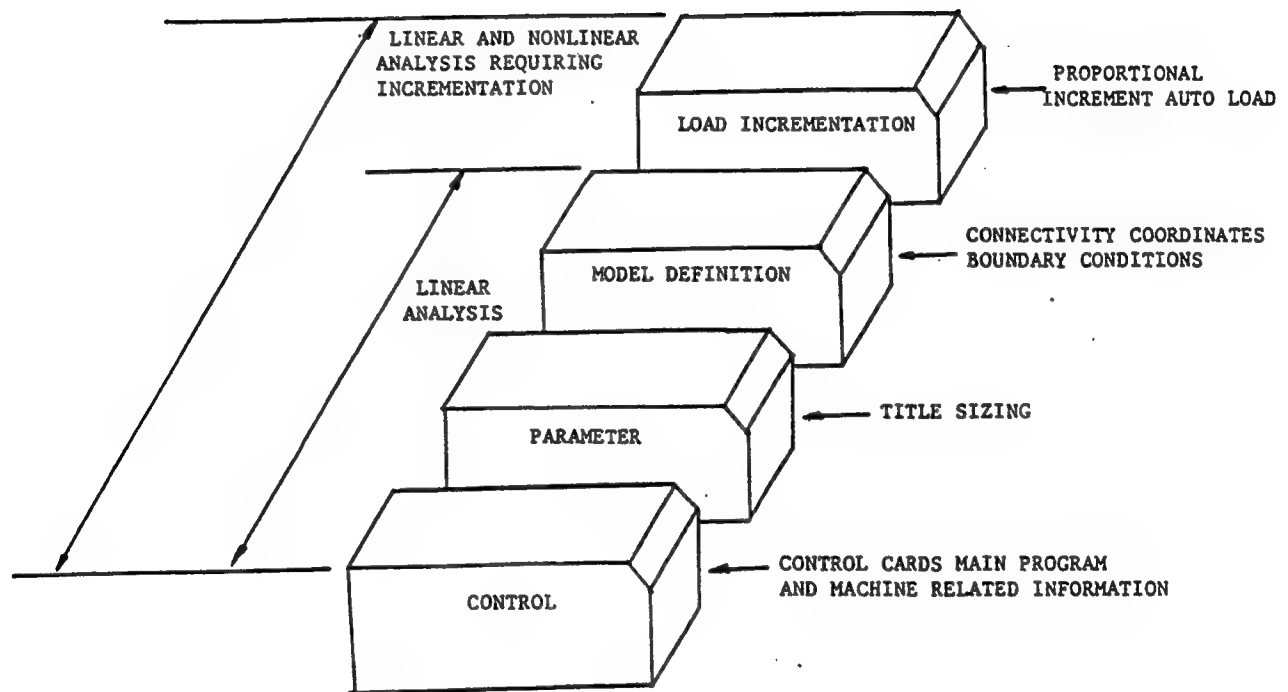 LINEAR AND NONLINEAR
ANALYSIS REQUIRING
INCREMENTATION
PROPORTIONAL
INCREMENT AUTO LOAD
LOAD INCREMENTATION
CONNECTIVITY COORDINATES
BOUNDARY CONDITIONS
MODEL DEFINITION
LINEAR
ANALYSIS
TITLE SIZING
PARAMETER
CONTROL CARDS MAIN PROGRAM
AND MACHINE RELATED INFORMATION
CONTROL